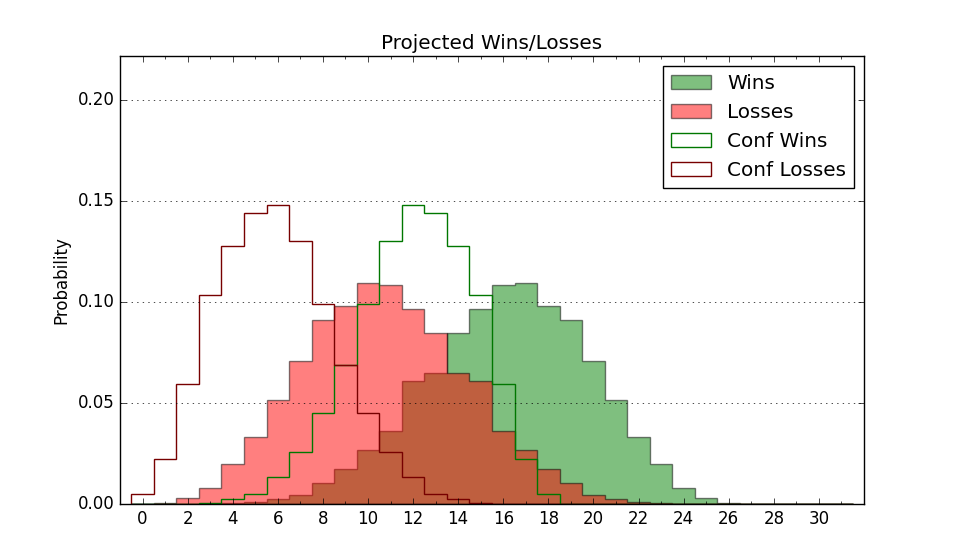 Projected Wins/Losses
Wins
Losses
Conf Wins
Conf Losses
Probability
0.20
0.15
0.10
0.05
0.00
0 2 4 6 8 10 12 14 16 18 20 22 24 26 28 30